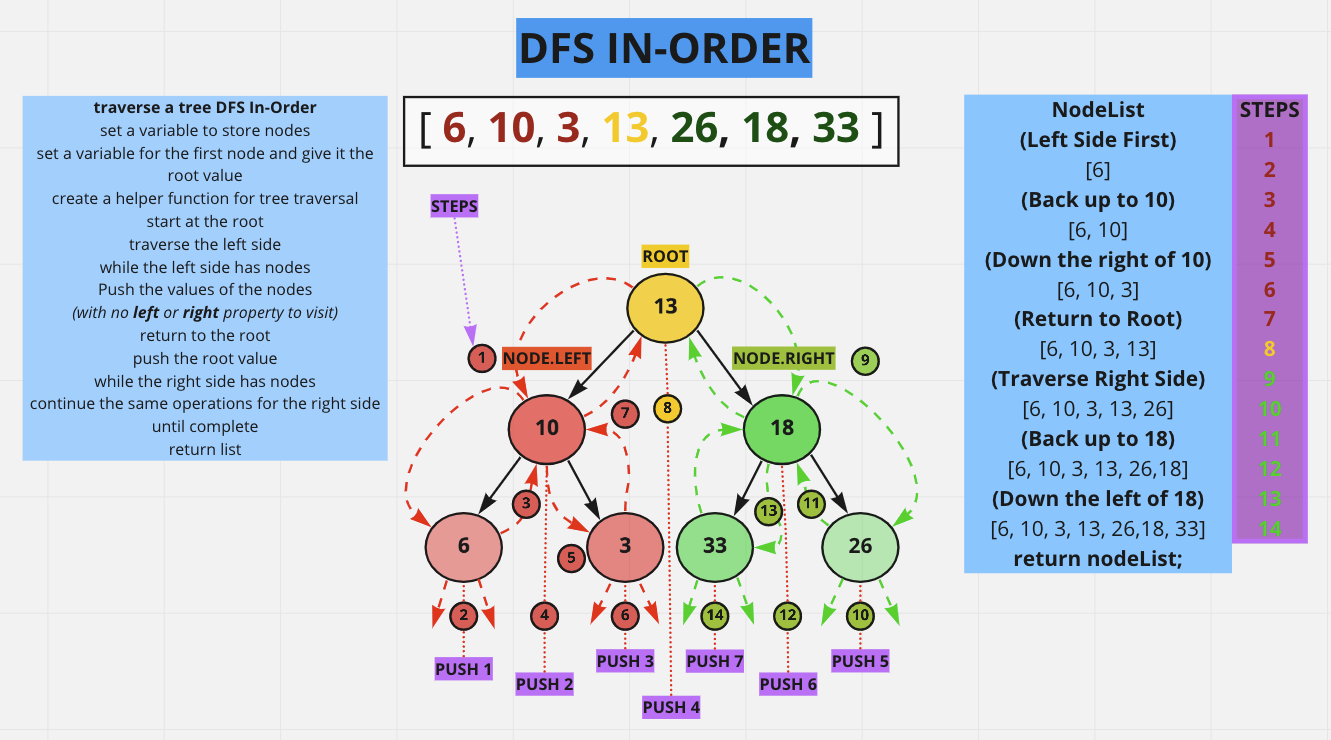 DFS IN-ORDER
traverse a tree DFS In-Order
set a variable to store nodes
set a variable for the first node and give it the
root value
create a helper function for tree traversal
start at the root
traverse the left side
while the left side has nodes
Push the values of the nodes
(with no left or right property to visit)
return to the root
push the root value
while the right side has nodes
continue the same operations for the right side
until complete
return list
[ 6, 10, 3, 13, 26, 18, 33 ]
STEPS
ROOT
13
1
NODE.LEFT
NODE.RIGHT
9
7
8
10
18
3
13
11
6
3
33
26
5
2
4
6
14
12
10
PUSH 1
PUSH 2
PUSH 3
PUSH 4
PUSH 7
PUSH 6
PUSH 5
NodeList
(Left Side First)
[6]
(Back up to 10)
[6, 10]
(Down the right of 10)
[6, 10, 3]
(Return to Root)
[6, 10, 3, 13]
(Traverse Right Side)
[6, 10, 3, 13, 26]
(Back up to 18)
[6, 10, 3, 13, 26,18]
(Down the left of 18)
[6, 10, 3, 13, 26,18, 33]
return nodeList;
STEPS
1
2
3
4
5
6
7
8
9
10
11
12
13
14